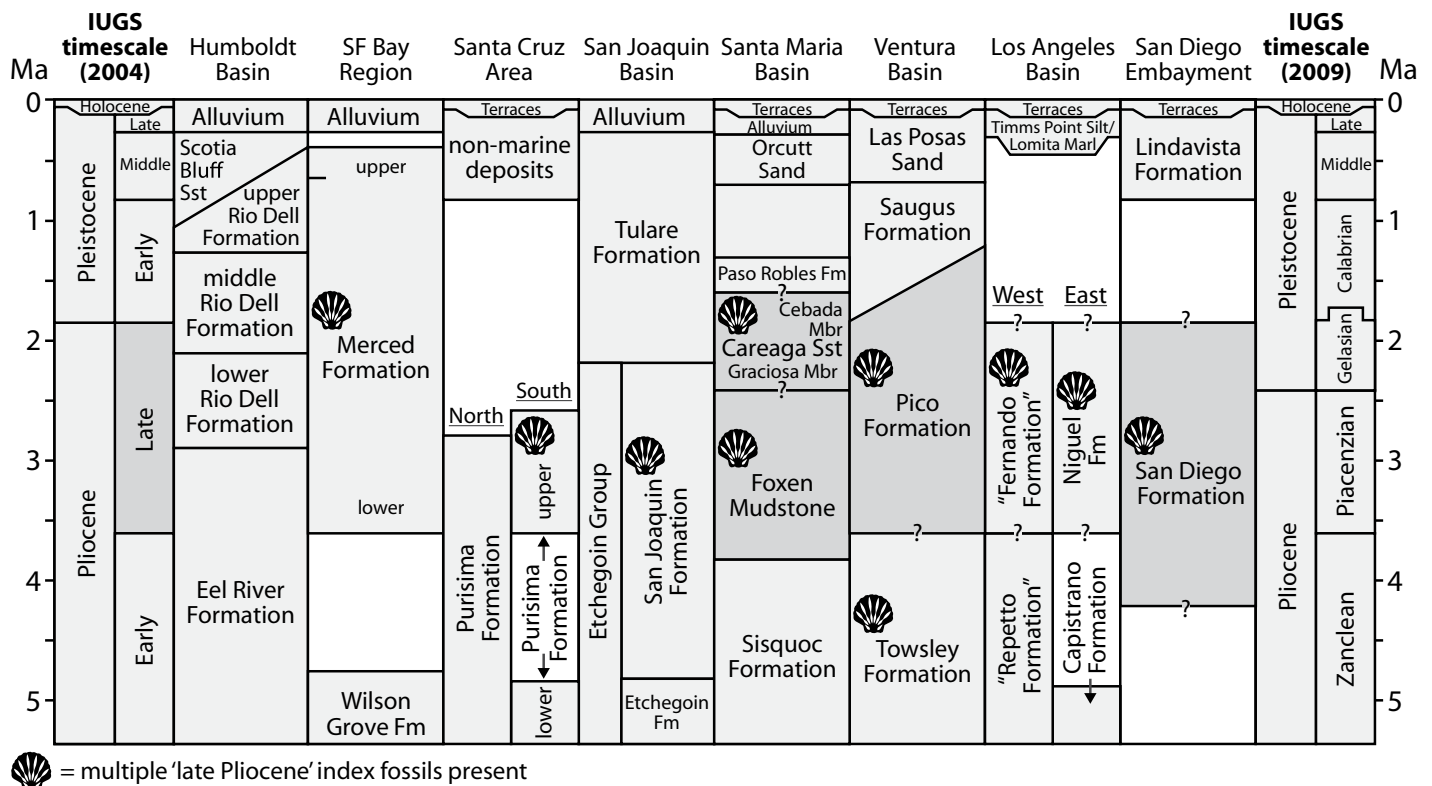 IUGS
timescale
(2004)
Humboldt
Basin
SF Bay
Region
Santa Cruz
Area
San Joaquin
Basin
Santa Maria
Basin
Ventura
Basin
Los Angeles
Basin
San Diego
Embayment
IUGS
timescale
(2009)
Ma
Ma
0
1
2
3
4
5
Holocene
Pleistocene
Pliocene
Late
Middle
Early
Late
Early
Alluvium
Scotia
Bluff
Sst
upper
Rio Dell
Formation
middle
Rio Dell
Formation
lower
Rio Dell
Formation
Eel River
Formation
Alluvium
upper
Merced
Formation
lower
Wilson
Grove Fm
Terraces
non-marine
deposits
North
South
Purisima
Formation
upper
Purisima
Formation
lower
Alluvium
Tulare
Formation
Etchegoin Group
San Joaquin
Formation
Etchegoin
Fm
Terraces
Alluvium
Orcutt
Sand
Paso Robles Fm
?
Cebada
Mbr
Careaga Sst
Graciosa Mbr
?
Foxen
Mudstone
Sisquoc
Formation
Terraces
Las Posas
Sand
Saugus
Formation
Pico
Formation
?
Towsley
Formation
Terraces
Timms Point Silt/
Lomita Marl
West
East
?
?
"Fernando
Formation"
Niguel
Fm
?
?
"Repetto
Formation"
Capistrano
Formation
Terraces
Lindavista
Formation
?
San Diego
Formation
?
Holocene
Pleistocene
Pliocene
Late
Middle
Calabrian
Gelasian
Piacenzian
Zanclean
0
1
2
3
4
5
= multiple 'late Pliocene' index fossils present